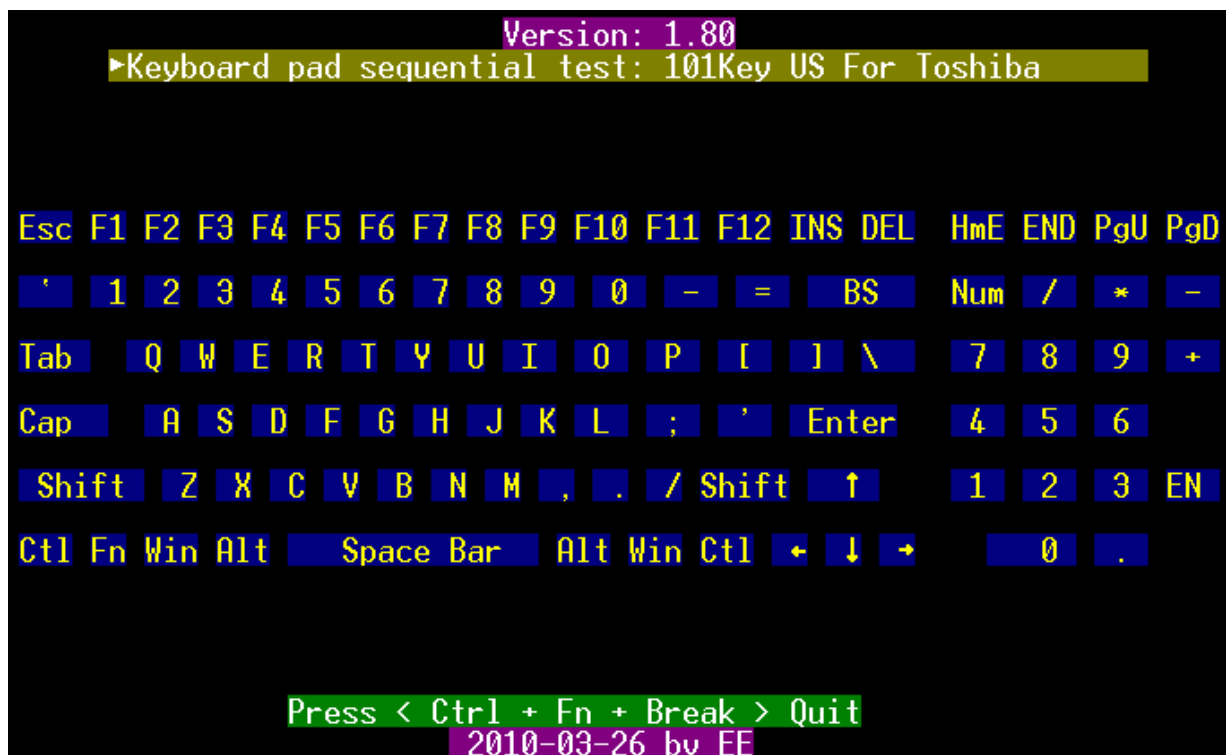 Version: 1.80
►Keyboard pad sequential test: 101Key US For Toshiba
Esc F1 F2 F3 F4 F5 F6 F7 F8 F9 F10 F11 F12 INS DEL HmE END PgU PgD
` 1 2 3 4 5 6 7 8 9 0 - = BS Num / * -
Tab Q W E R T Y U I O P [ ] \ 7 8 9 +
Cap A S D F G H J K L ; ' Enter 4 5 6
Shift Z X C V B N M , . / Shift ↑ 1 2 3 EN
Ctl Fn Win Alt Space Bar Alt Win Ctl ← ↓ → 0 .
Press < Ctrl + Fn + Break > Quit
2010-03-26 by EE